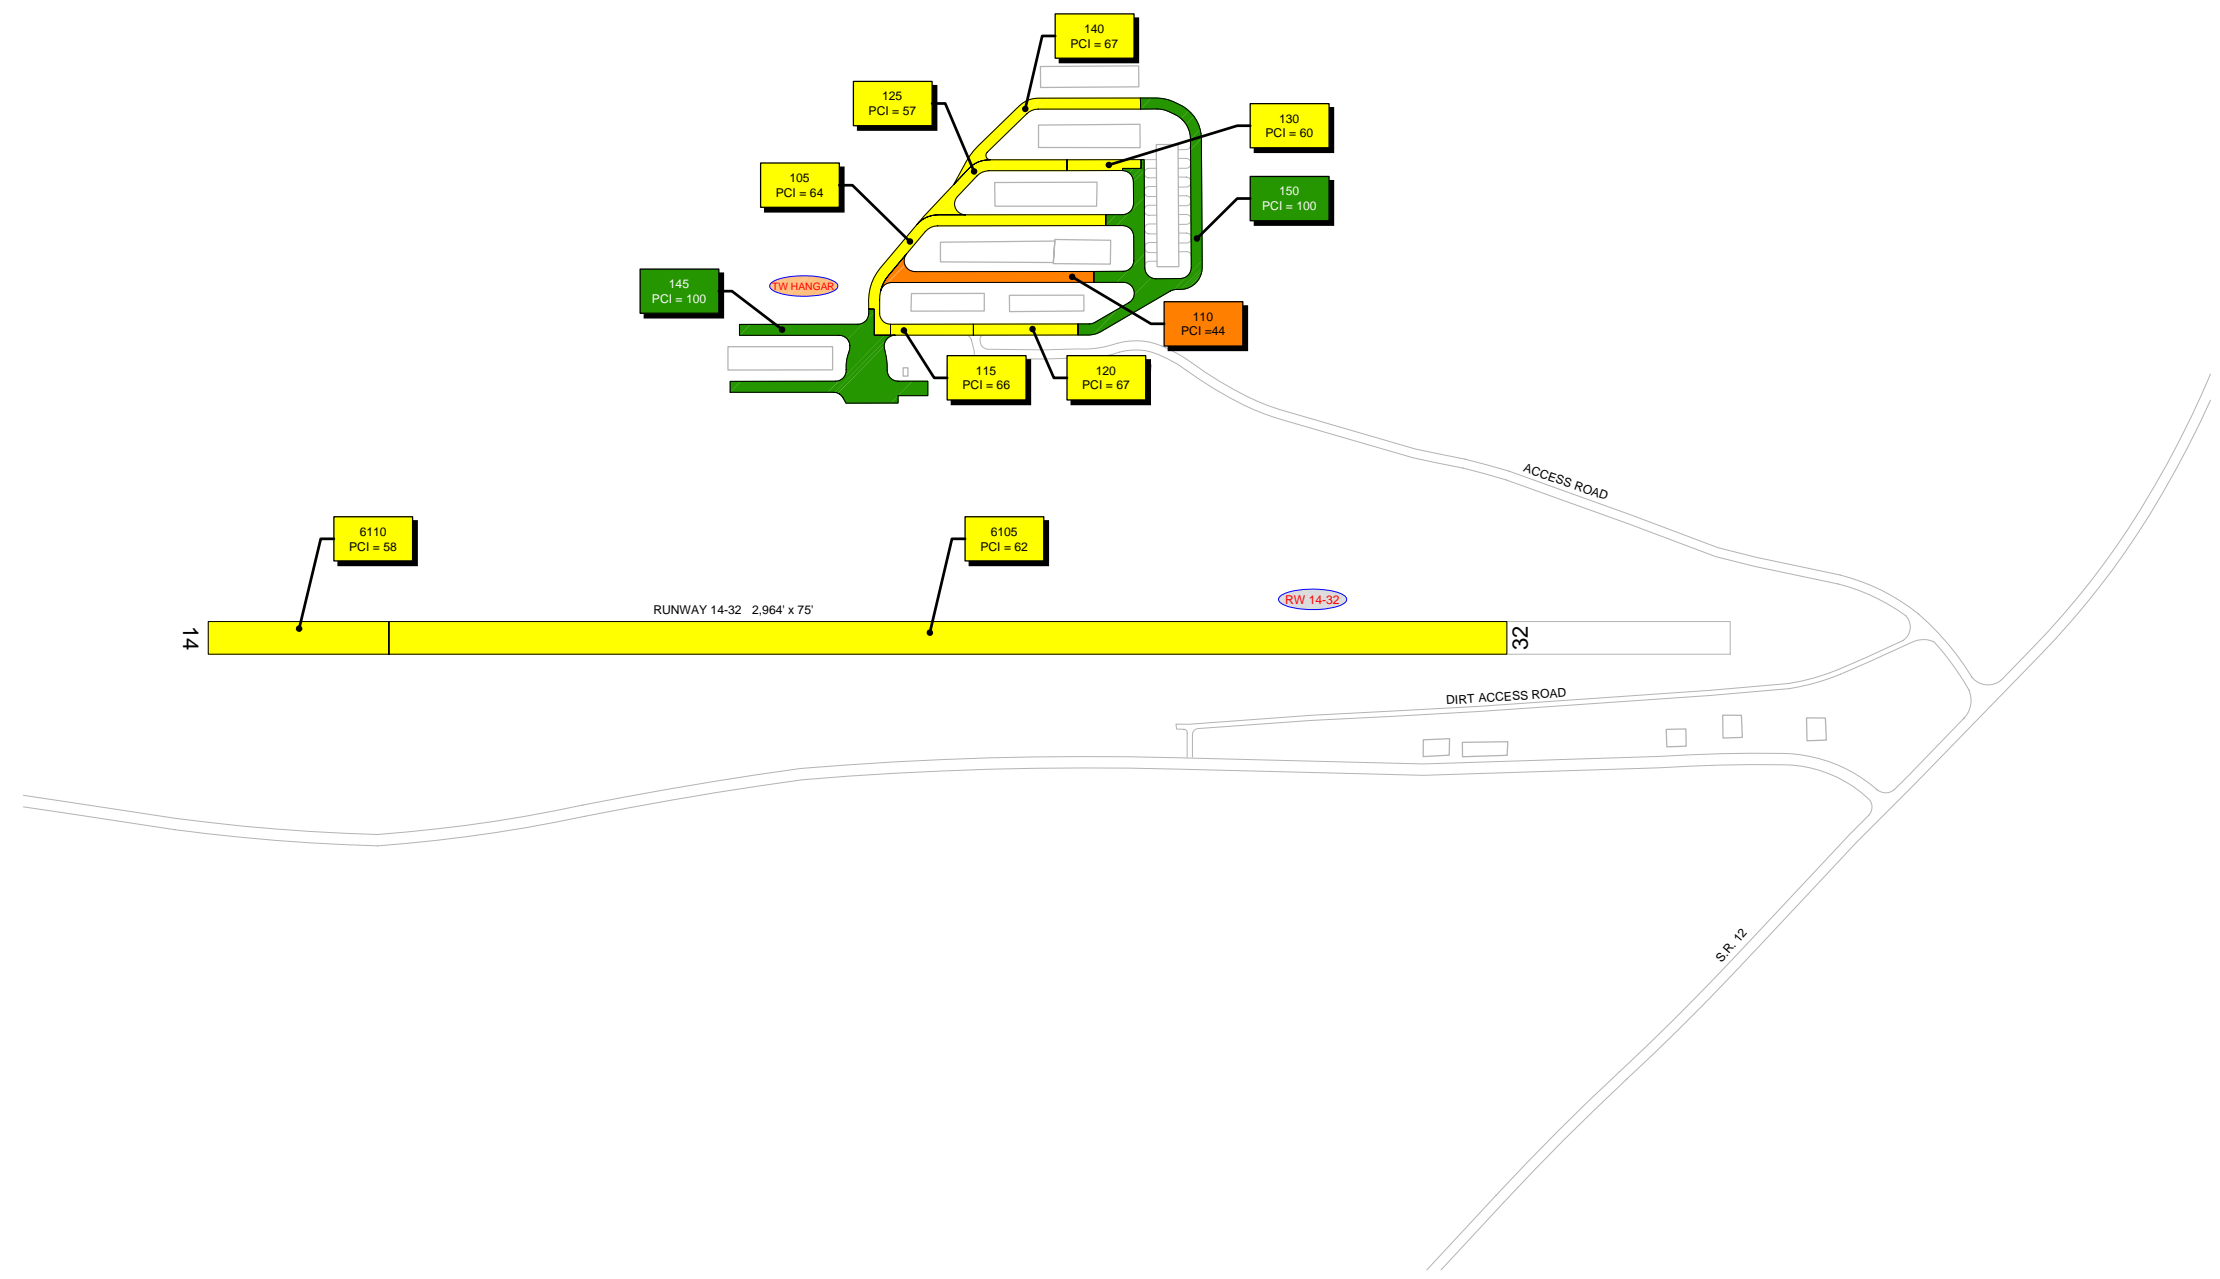 140
PCI = 67
125
PCI = 57
130
PCI = 60
105
PCI = 64
150
PCI = 100
145
PCI = 100
TW HANGAR
110
PCI =44
115
PCI = 66
120
PCI = 67
ACCESS ROAD
6110
PCI = 58
6105
PCI = 62
RW 14-32
RUNWAY 14-32 2,964' x 75'
14
32
DIRT ACCESS ROAD
S.R. 12